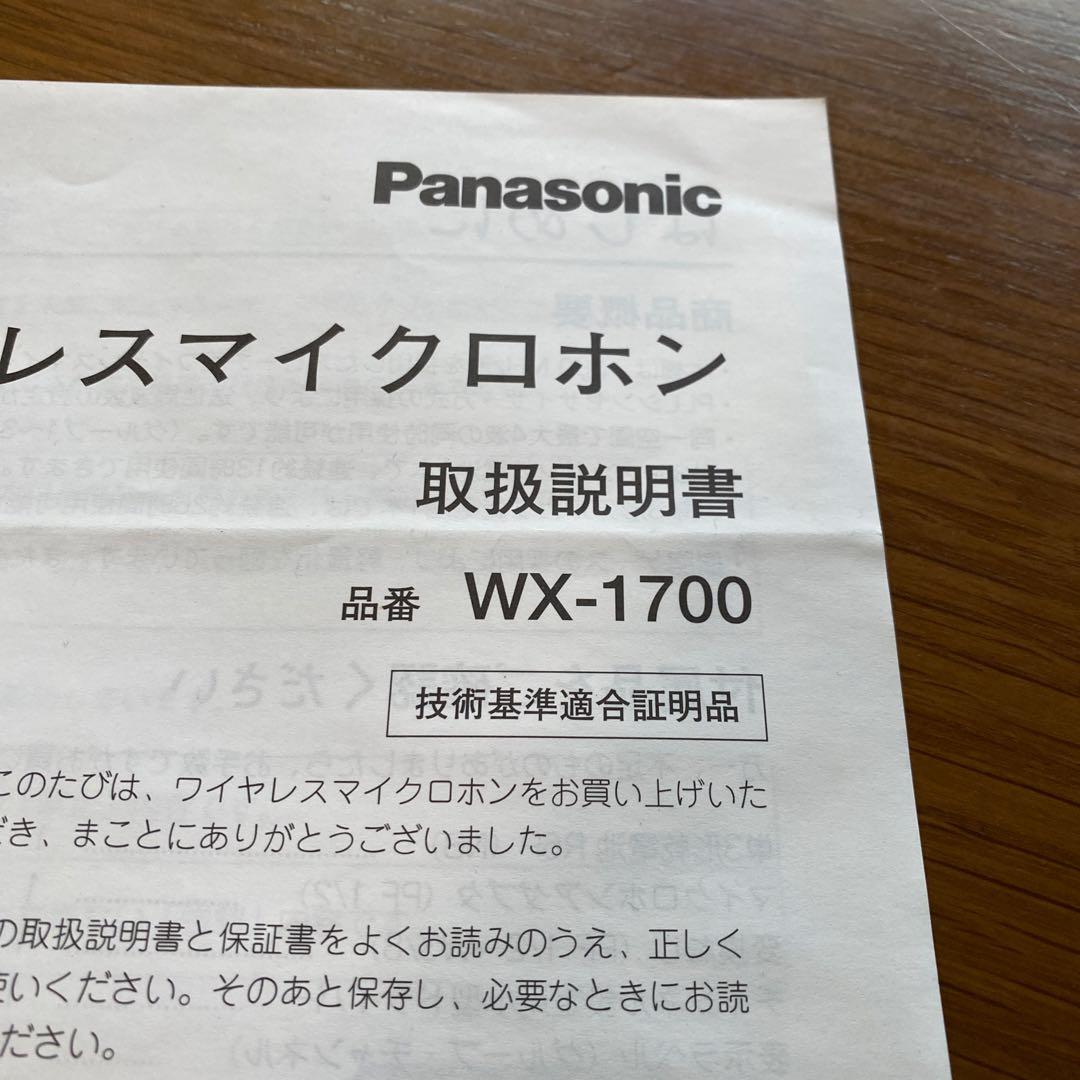 Panasonic
レスマイクロホン
取扱説明書
品番 WX-1700
技術基準適合証明品
このたびは、ワイヤレスマイクロホンをお買い上げいた
だき、まことにありがとうございました。
の取扱説明書と保証書をよくお読みのうえ、正しく
使いください。そのあと保存し、必要なときにお読
ください。